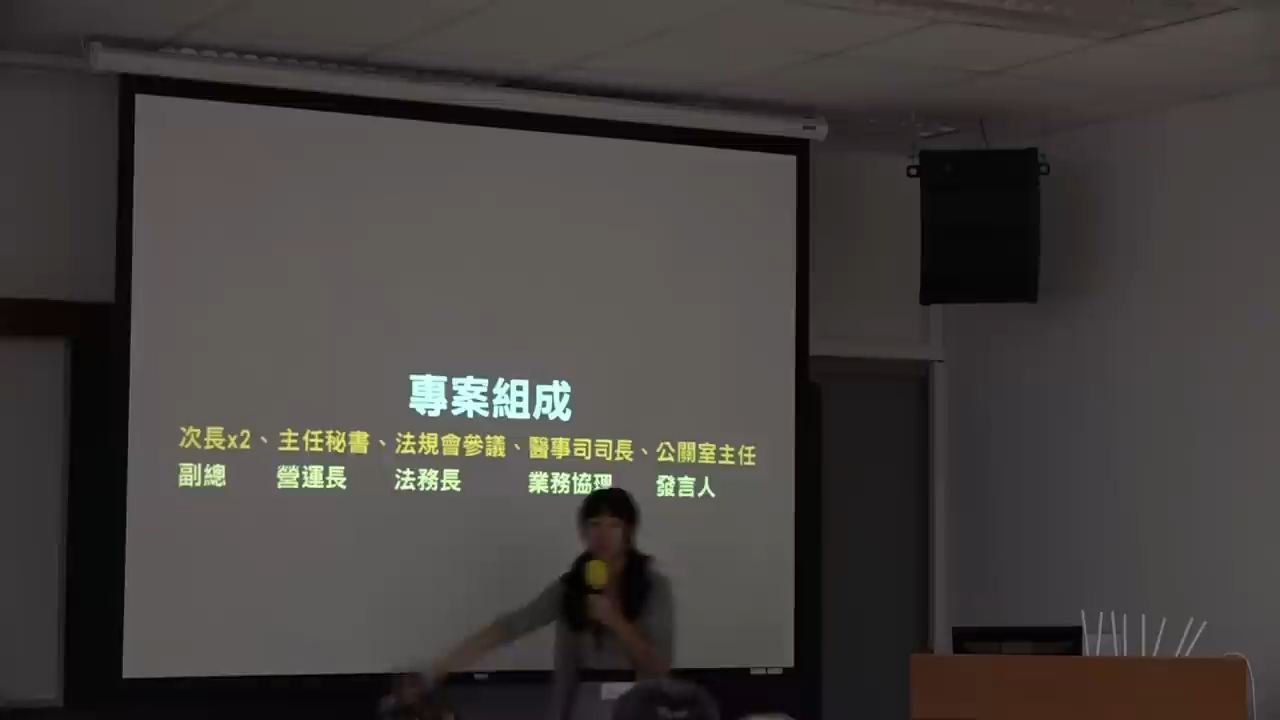 專案組成
次長x2、主任秘書、法規會參議、醫事司司長、公關室主任
副總 營運長 法務長 業務協理 發言人